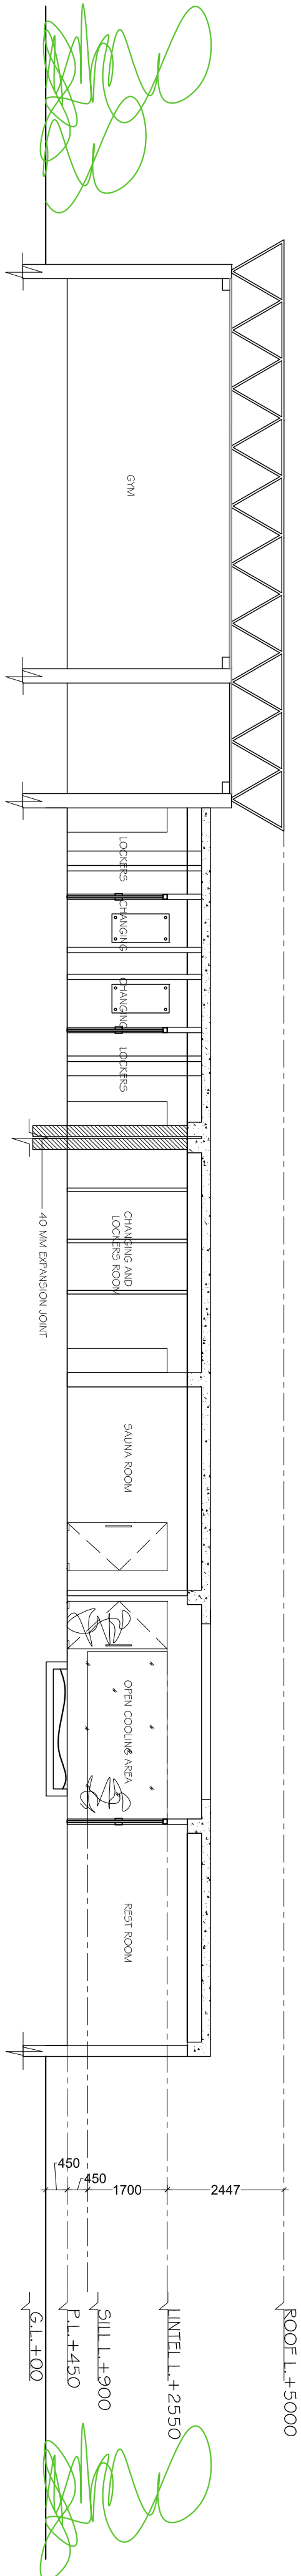 GYM
LOCKERS
CHANGING
CHANGING
LOCKERS
40 MM EXPANSION JOINT
CHANGING AND
LOCKERS ROOM
SAUNA ROOM
OPEN COOLING AREA
REST ROOM
450
450
1700
2447
ROOF L.+5000
LINTEL L.+2550
SILL L.+900
P.L.+450
G.L.+00